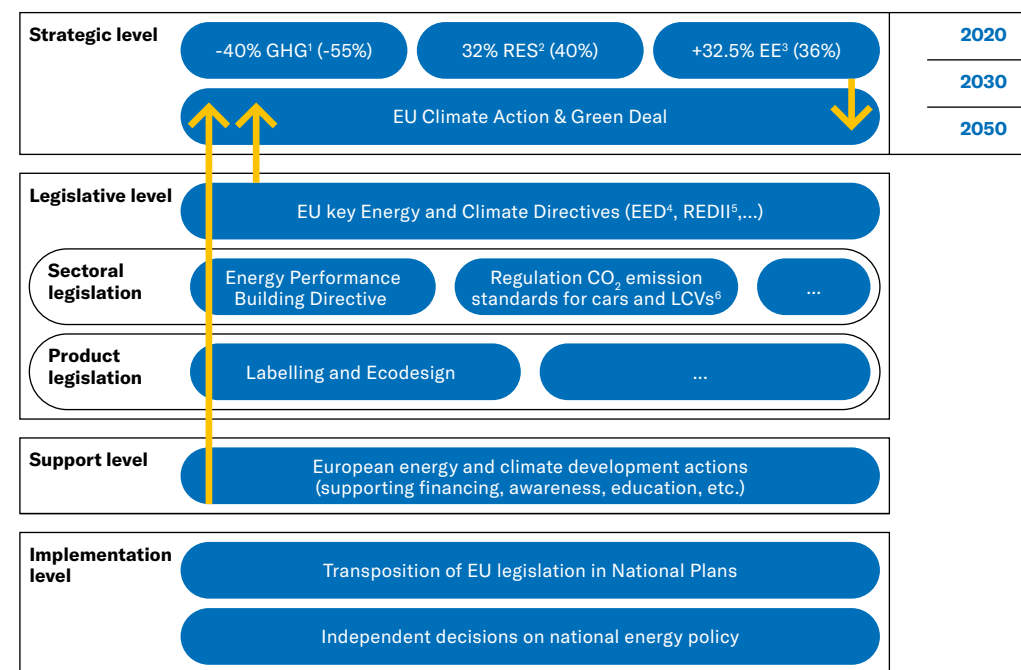 Strategic level
-40% GHG¹ (-55%)
32% RES² (40%)
+32.5% EE³ (36%)
2020
2030
2050
EU Climate Action & Green Deal
Legislative level
EU key Energy and Climate Directives (EED⁴, REDII⁵,...)
Sectoral
legislation
Energy Performance
Building Directive
Regulation CO₂ emission
standards for cars and LCVs⁶
...
Product
legislation
Labelling and Ecodesign
...
Support level
European energy and climate development actions
(supporting financing, awareness, education, etc.)
Implementation
level
Transposition of EU legislation in National Plans
Independent decisions on national energy policy